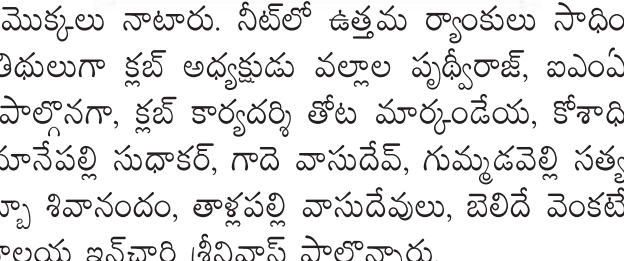 మొక్కలు నాటారు. నీట్‌లో ఉత్తమ ర్యాంకులు సాధిం
తిథులుగా క్లబ్ అధ్యక్షుడు వల్లాల పృథ్వీరాజ్, ఐఎంఏ
పాల్గొనగా, క్లబ్ కార్యదర్శి తోట మార్కండేయ, కోశాధి
మానేపల్లి సుధాకర్, గాదె వాసుదేవ్, గుమ్మడవెల్లి సత్య
శివానందం, తాళ్లపల్లి వాసుదేవులు, బెలిదే వెంకటే
ఇన్‌చార్జి శ్రీనివాస్ పాల్గొన్నారు.